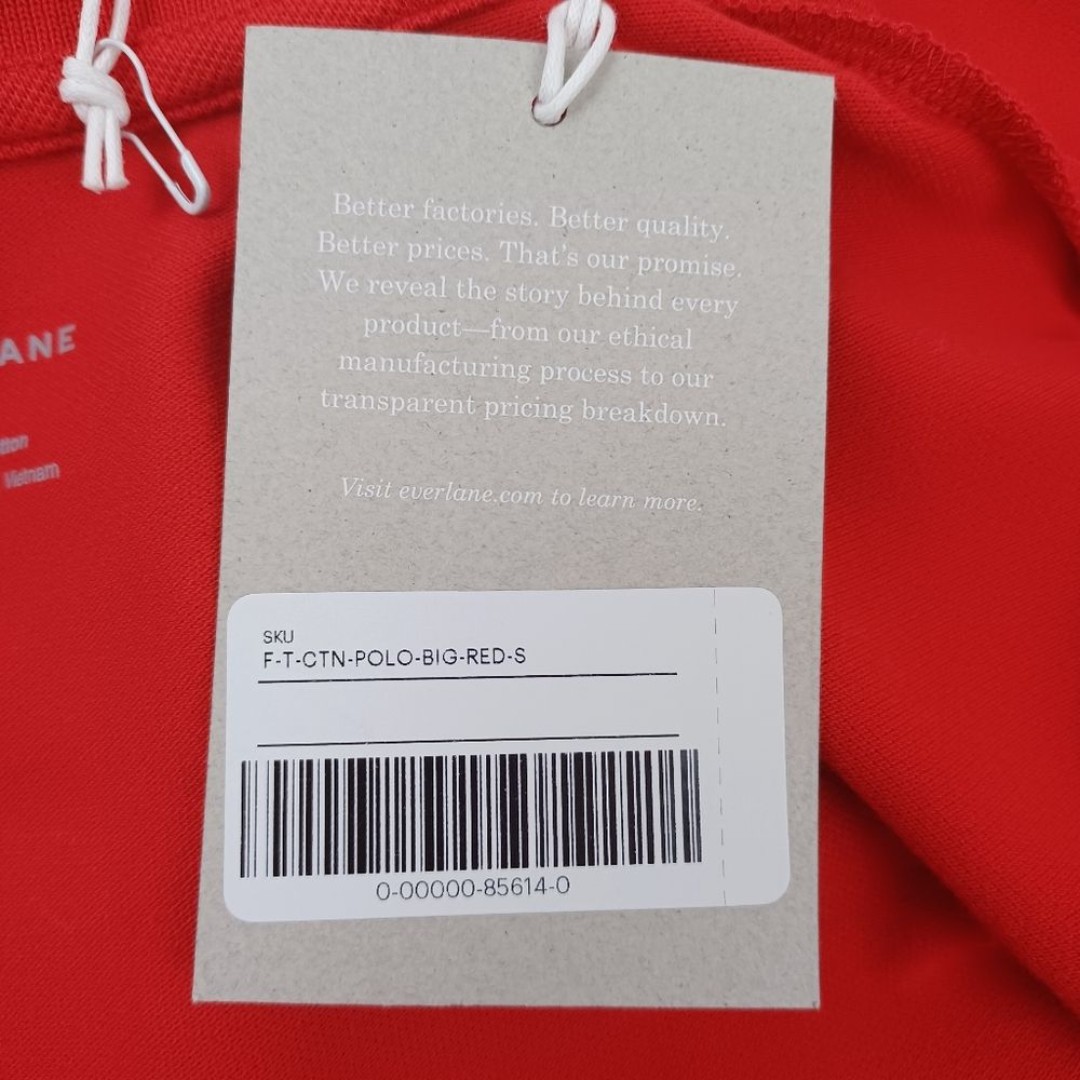 Better factories. Better quality.
Better prices. That's our promise.
We reveal the story behind every
product—from our ethical
manufacturing process to our
transparent pricing breakdown.
Visit everlane.com to learn more.
ANE
Vietnam
SKU
F-T-CTN-POLO-BIG-RED-S
0-00000-85614-0